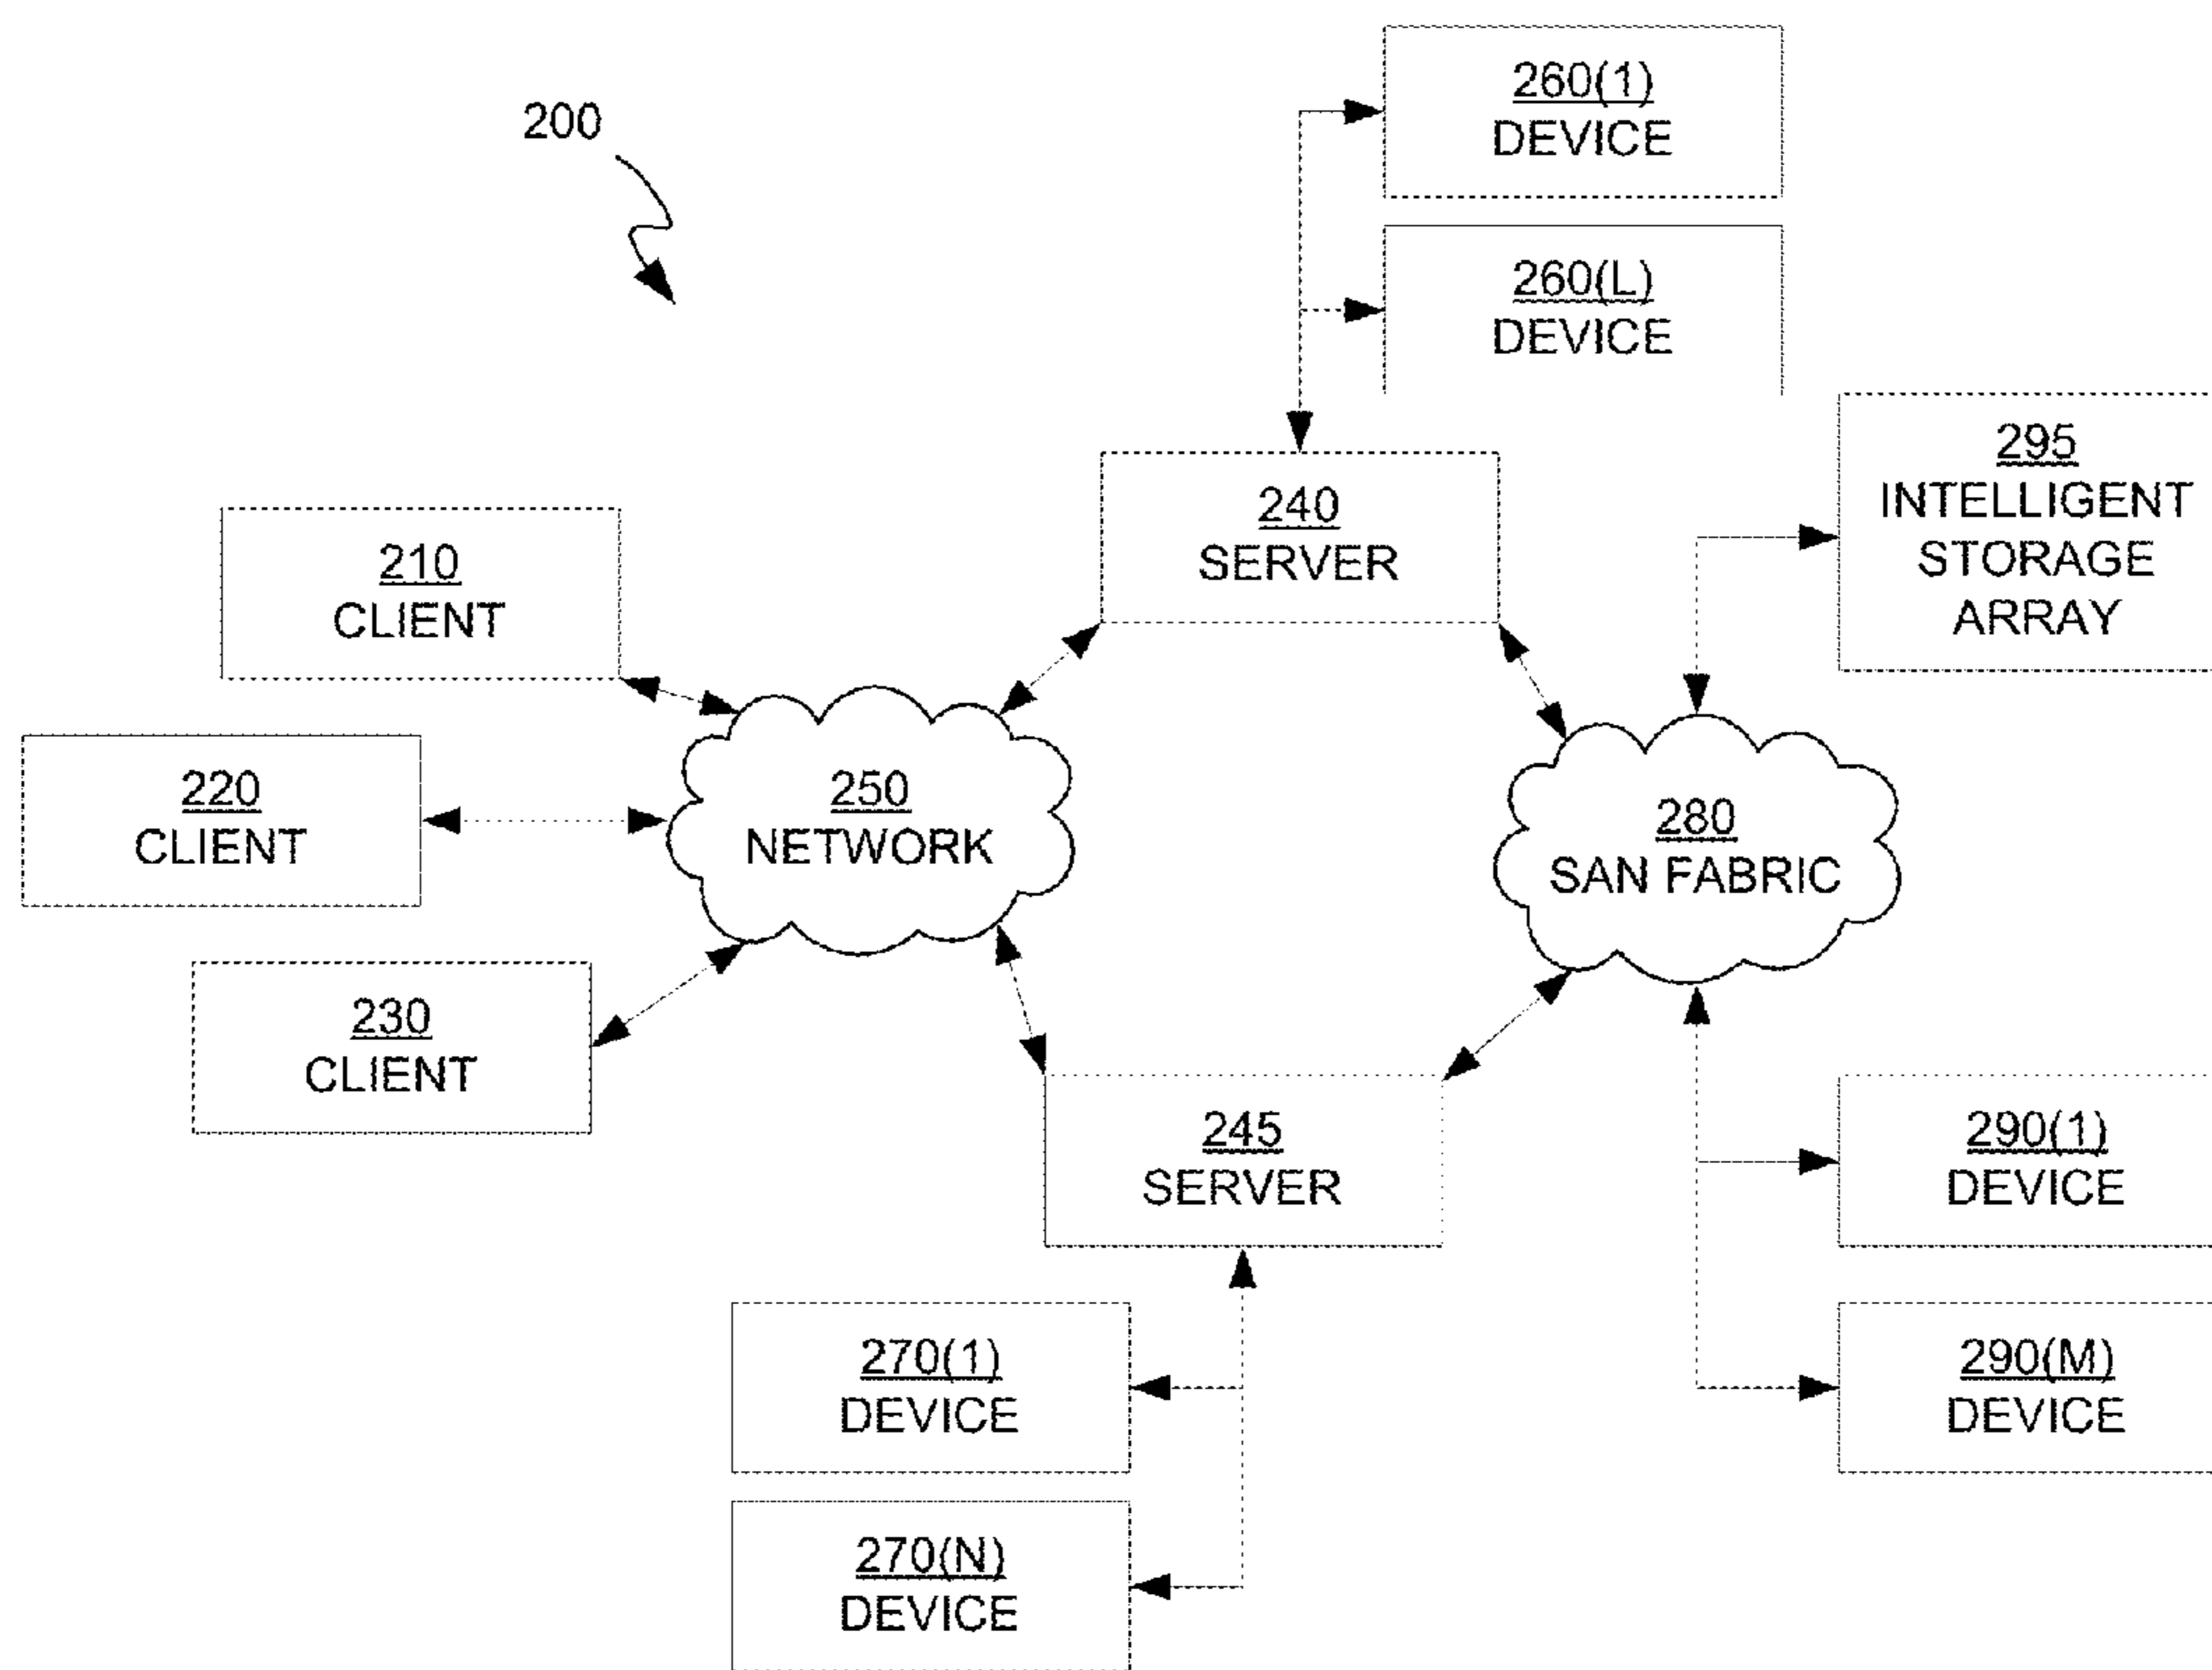 200
260(1)
DEVICE
260(L)
DEVICE
295
INTELLIGENT
STORAGE
ARRAY
240
SERVER
210
CLIENT
220
CLIENT
250
NETWORK
280
SAN FABRIC
230
CLIENT
245
SERVER
290(1)
DEVICE
270(1)
DEVICE
290(M)
DEVICE
270(N)
DEVICE